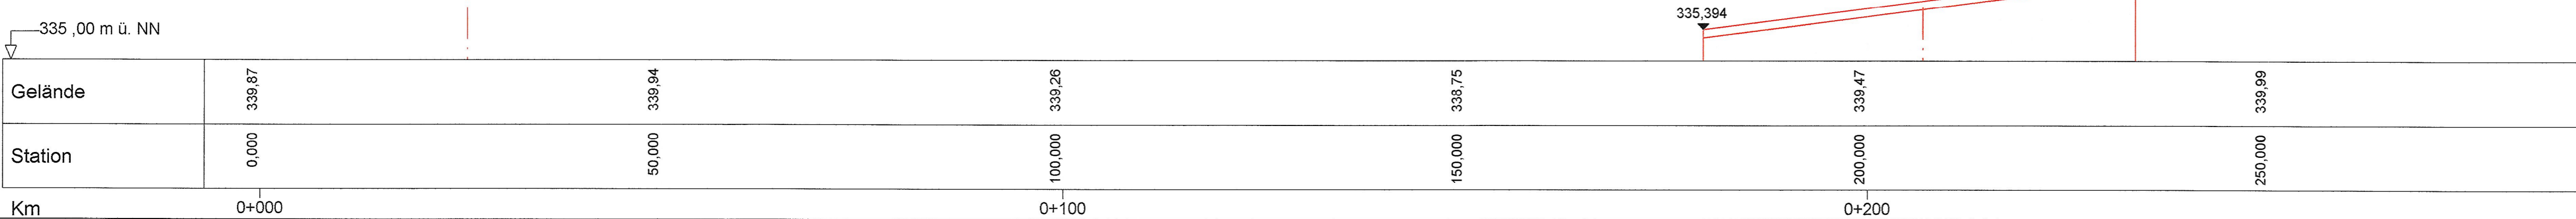 335,394
335 ,00 m ü. NN
Gelände 339,87 339,94 339,26 338,75 339,47 339,99
Station 0,000 50,000 100,000 150,000 200,000 250,000
Km 0+000 0+100 0+200